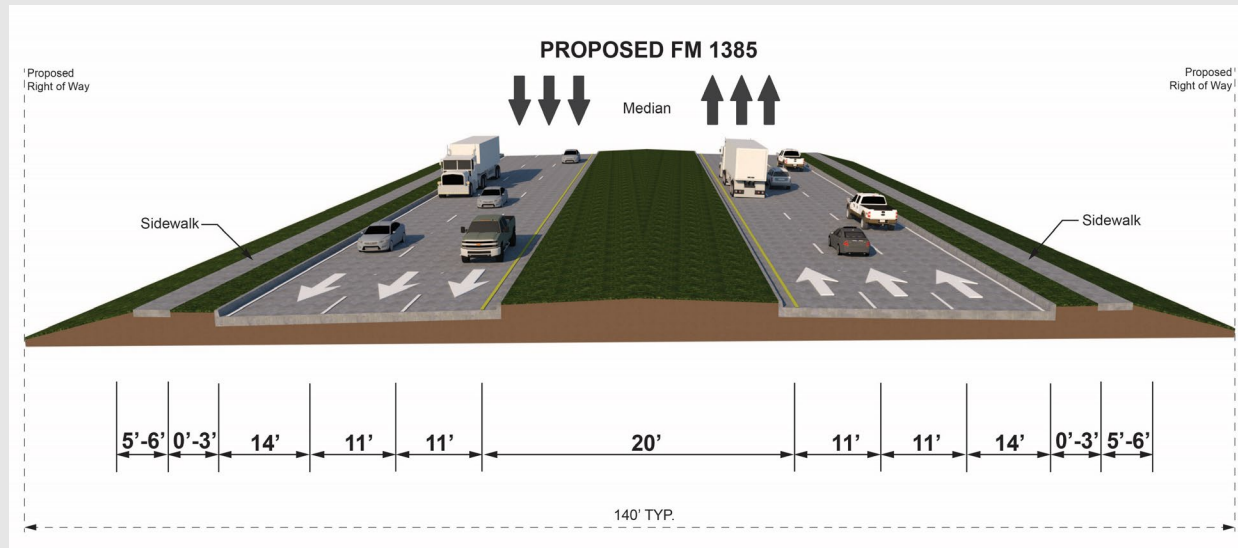 PROPOSED FM 1385
Proposed
Right of Way
Median
Proposed
Right of Way
Sidewalk
Sidewalk
5’-6’ 0’-3’ 14’ 11’ 11’ 20’ 11’ 11’ 14’ 0’-3’ 5’-6’
140’ TYP.